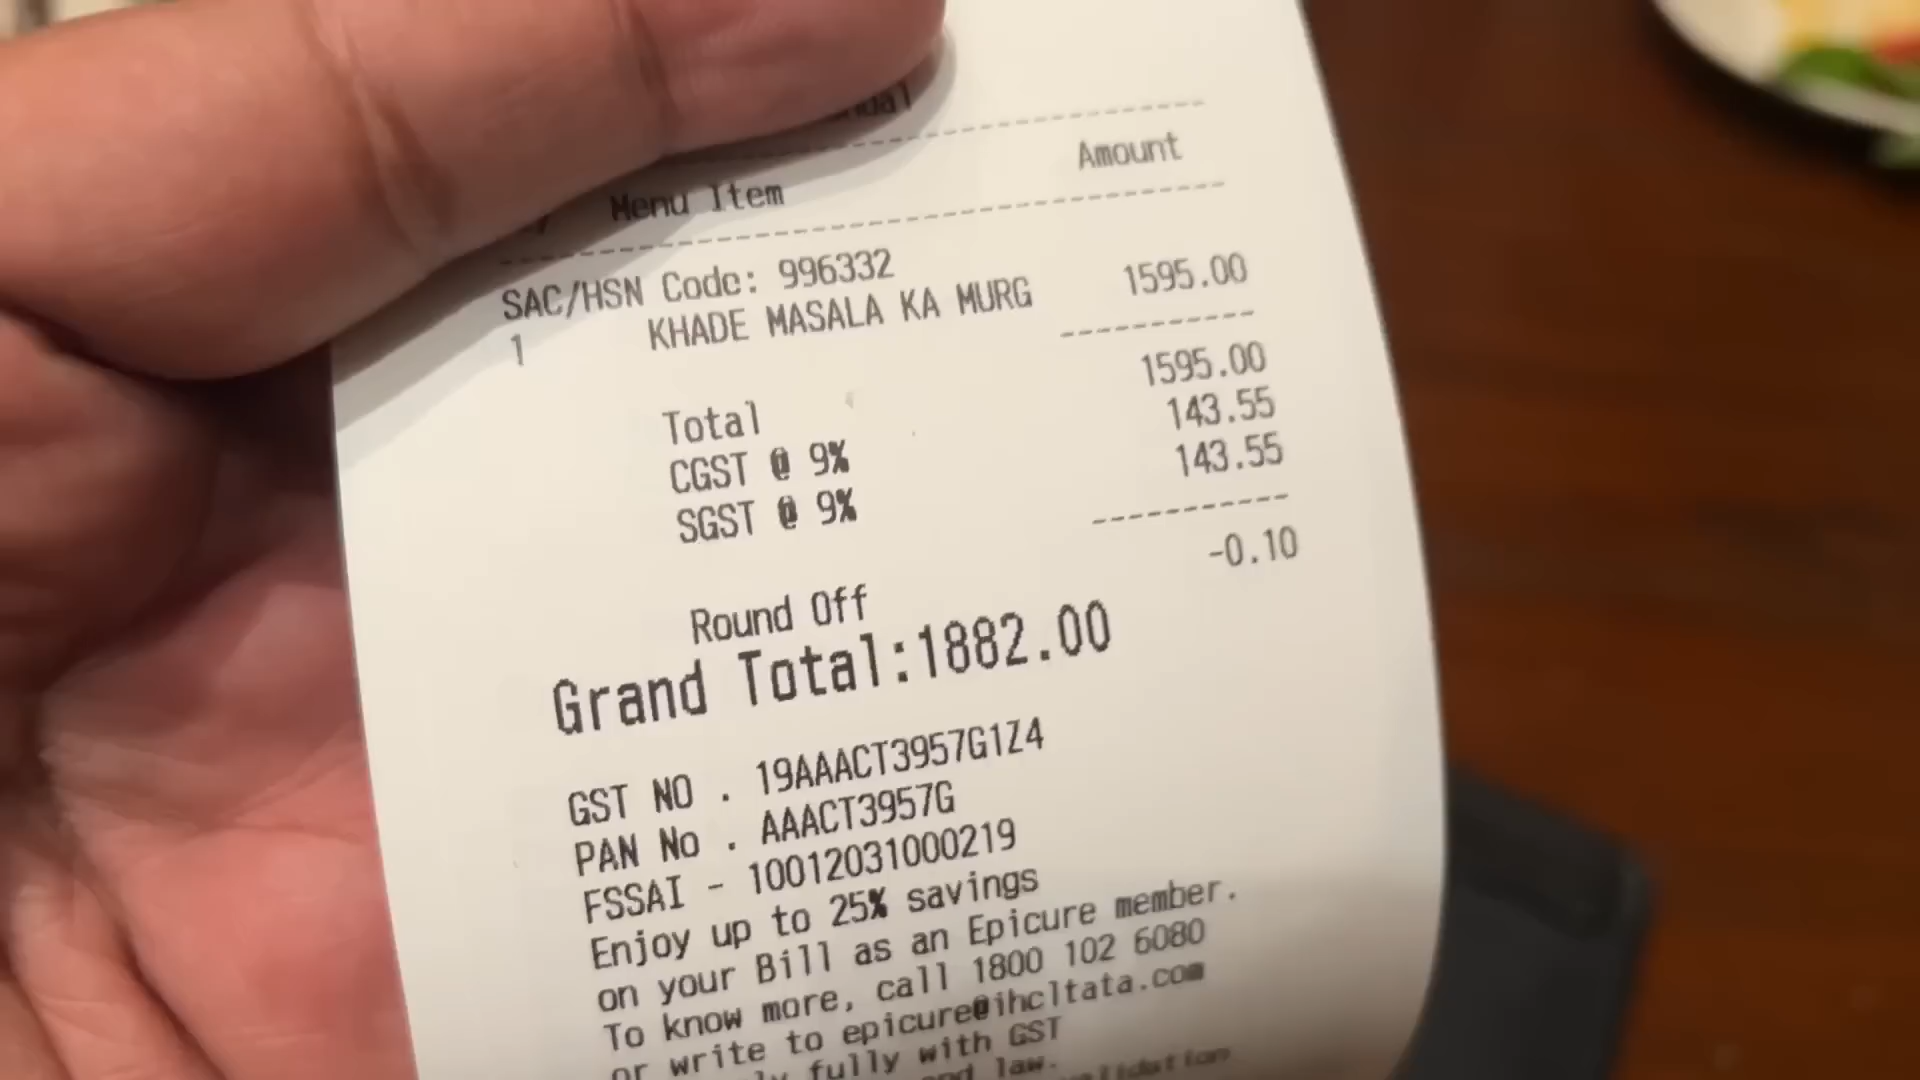 Menu Item Amount
SAC/HSN Code: 996332
1 KHADE MASALA KA MURG 1595.00
Total 1595.00
CGST @ 9% 143.55
SGST @ 9% 143.55
Round Off -0.10
Grand Total:1882.00
GST NO . 19AAACT3957G1Z4
PAN No . AAACT3957G
FSSAI - 10012031000219
Enjoy up to 25% savings
on your Bill as an Epicure member.
To know more, call 1800 102 6080
or write to epicure@ihcltata.com
fully with GST
law.